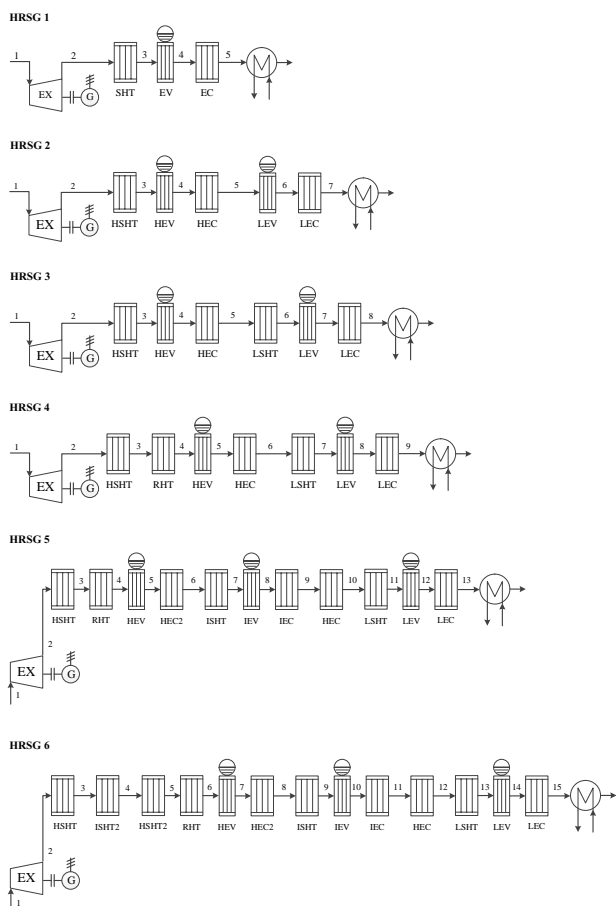 HRSG 1
1 2 3 4 5
EX G M
SHT EV EC
HRSG 2
1 2 3 4 5 6 7
EX G M
HSHT HEV HEC LEV LEC
HRSG 3
1 2 3 4 5 6 7 8
EX G M
HSHT HEV HEC LSHT LEV LEC
HRSG 4
1 2 3 4 5 6 7 8 9
EX G M
HSHT RHT HEV HEC LSHT LEV LEC
HRSG 5
3 4 5 6 7 8 9 10 11 12 13
M
HSHT RHT HEV HEC2 ISHT IEV IEC HEC LSHT LEV LEC
2
EX G
1
HRSG 6
3 4 5 6 7 8 9 10 11 12 13 14 15
M
HSHT ISHT2 HSHT2 RHT HEV HEC2 ISHT IEV IEC HEC LSHT LEV LEC
2
EX G
1